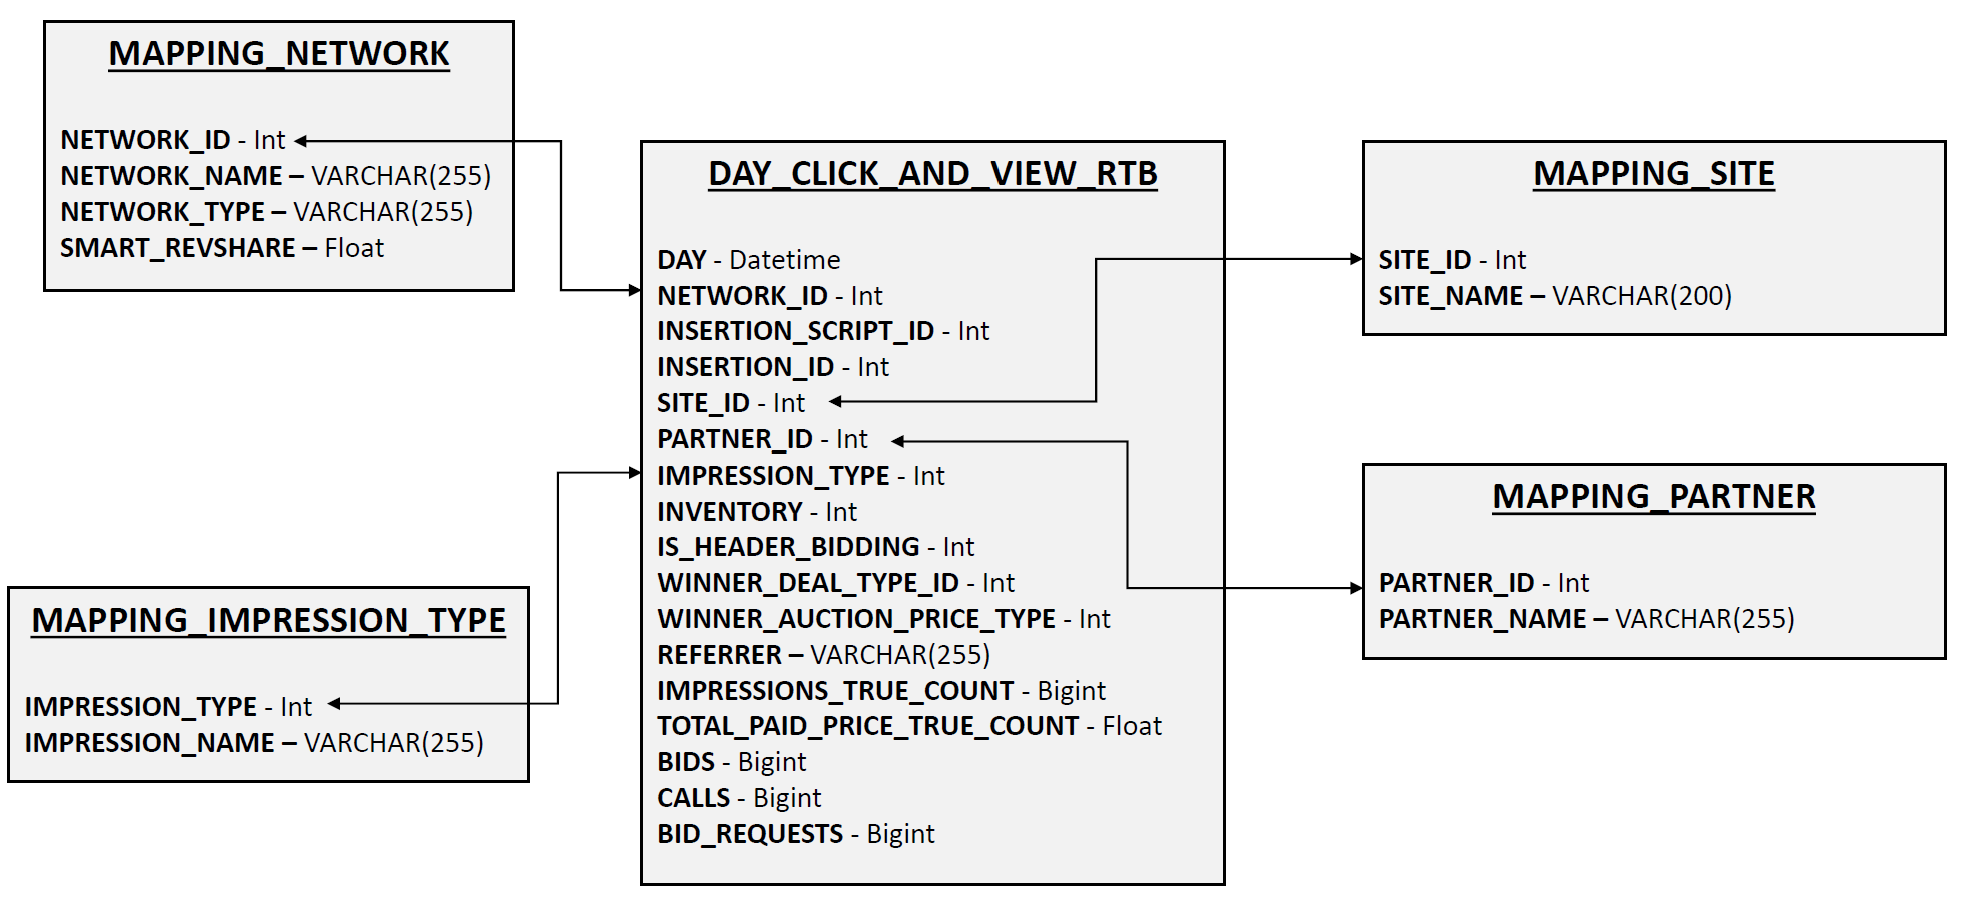 MAPPING_NETWORK
NETWORK_ID - Int
NETWORK_NAME – VARCHAR(255)
NETWORK_TYPE – VARCHAR(255)
SMART_REVSHARE – Float
DAY_CLICK_AND_VIEW_RTB
DAY - Datetime
NETWORK_ID - Int
INSERTION_SCRIPT_ID - Int
INSERTION_ID - Int
SITE_ID - Int
PARTNER_ID - Int
IMPRESSION_TYPE - Int
INVENTORY - Int
IS_HEADER_BIDDING - Int
WINNER_DEAL_TYPE_ID - Int
WINNER_AUCTION_PRICE_TYPE - Int
REFERRER – VARCHAR(255)
IMPRESSIONS_TRUE_COUNT - Bigint
TOTAL_PAID_PRICE_TRUE_COUNT - Float
BIDS - Bigint
CALLS - Bigint
BID_REQUESTS - Bigint
MAPPING_SITE
SITE_ID - Int
SITE_NAME – VARCHAR(200)
MAPPING_PARTNER
PARTNER_ID - Int
PARTNER_NAME – VARCHAR(255)
MAPPING_IMPRESSION_TYPE
IMPRESSION_TYPE - Int
IMPRESSION_NAME – VARCHAR(255)